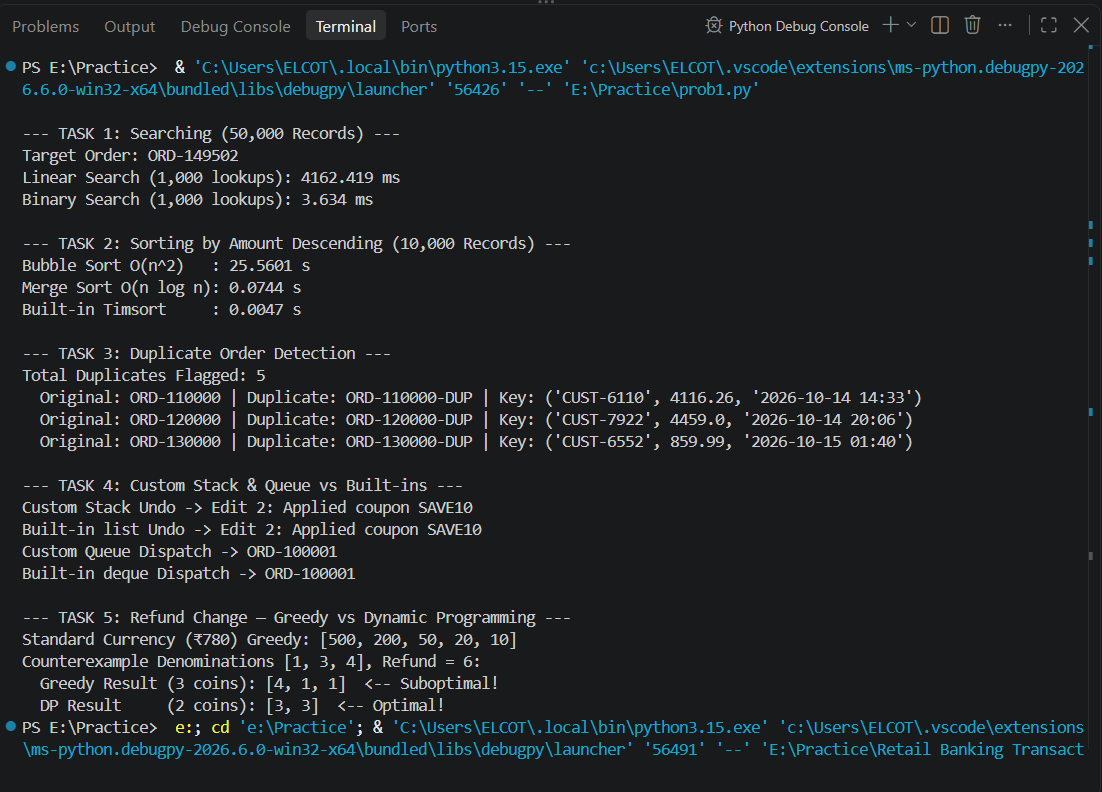 Problems Output Debug Console Terminal Ports Python Debug Console
PS E:\Practice>  & 'C:\Users\ELCOT\.local\bin\python3.15.exe' 'c:\Users\ELCOT\.vscode\extensions\ms-python.debugpy-202
6.6.0-win32-x64\bundled\libs\debugpy\launcher' '56426' '--' 'E:\Practice\prob1.py'
--- TASK 1: Searching (50,000 Records) ---
Target Order: ORD-149502
Linear Search (1,000 lookups): 4162.419 ms
Binary Search (1,000 lookups): 3.634 ms
--- TASK 2: Sorting by Amount Descending (10,000 Records) ---
Bubble Sort O(n^2)   : 25.5601 s
Merge Sort O(n log n): 0.0744 s
Built-in Timsort     : 0.0047 s
--- TASK 3: Duplicate Order Detection ---
Total Duplicates Flagged: 5
  Original: ORD-110000 | Duplicate: ORD-110000-DUP | Key: ('CUST-6110', 4116.26, '2026-10-14 14:33')
  Original: ORD-120000 | Duplicate: ORD-120000-DUP | Key: ('CUST-7922', 4459.0, '2026-10-14 20:06')
  Original: ORD-130000 | Duplicate: ORD-130000-DUP | Key: ('CUST-6552', 859.99, '2026-10-15 01:40')
--- TASK 4: Custom Stack & Queue vs Built-ins ---
Custom Stack Undo -> Edit 2: Applied coupon SAVE10
Built-in list Undo -> Edit 2: Applied coupon SAVE10
Custom Queue Dispatch -> ORD-100001
Built-in deque Dispatch -> ORD-100001
--- TASK 5: Refund Change — Greedy vs Dynamic Programming ---
Standard Currency (₹780) Greedy: [500, 200, 50, 20, 10]
Counterexample Denominations [1, 3, 4], Refund = 6:
  Greedy Result (3 coins): [4, 1, 1]  <-- Suboptimal!
  DP Result     (2 coins): [3, 3]  <-- Optimal!
PS E:\Practice>  e:; cd 'e:\Practice'; & 'C:\Users\ELCOT\.local\bin\python3.15.exe' 'c:\Users\ELCOT\.vscode\extensions
\ms-python.debugpy-2026.6.0-win32-x64\bundled\libs\debugpy\launcher' '56491' '--' 'E:\Practice\Retail Banking Transact